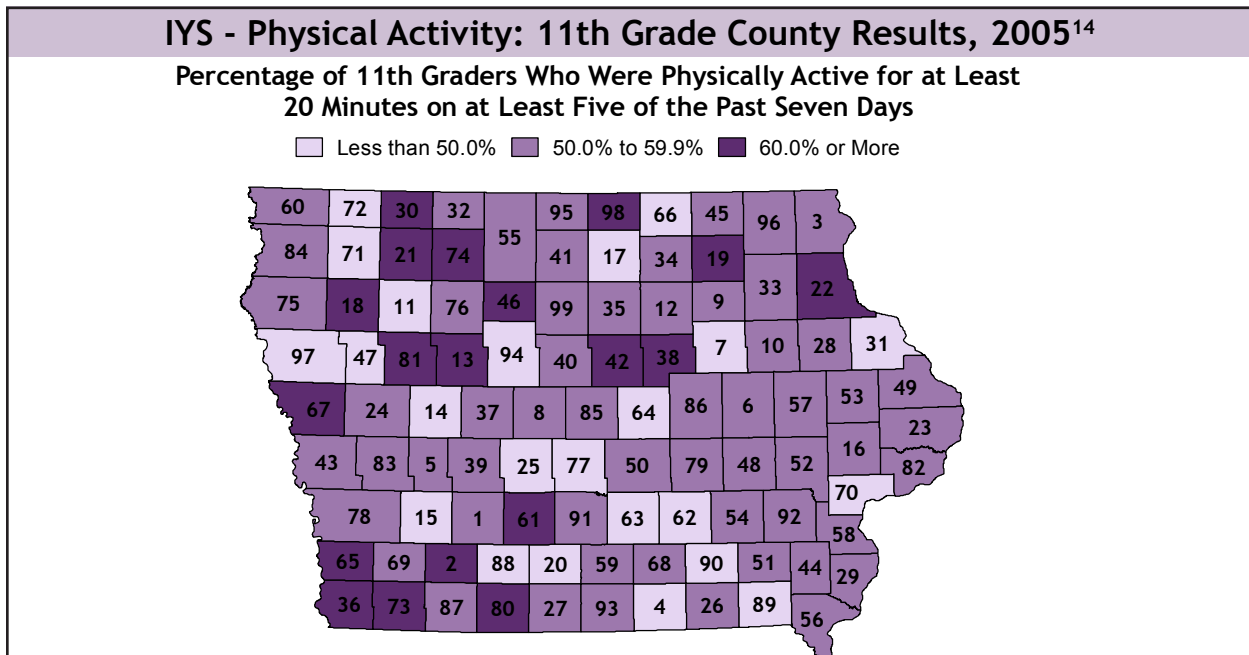 IYS - Physical Activity: 11th Grade County Results, 2005¹⁴
Percentage of 11th Graders Who Were Physically Active for at Least
20 Minutes on at Least Five of the Past Seven Days
Less than 50.0% 50.0% to 59.9% 60.0% or More
60 72 30 32 55 95 98 66 45 96 3
84 71 21 74 41 17 34 19
75 18 11 76 46 99 35 12 9 33 22
97 47 81 13 94 40 42 38 7 10 28 31
67 24 14 37 8 85 64 86 6 57 53 49
23
43 83 5 39 25 77 50 79 48 52 16 82
70
78 15 1 61 91 63 62 54 92 58
65 69 2 88 20 59 68 90 51 44 29
36 73 87 80 27 93 4 26 89 56